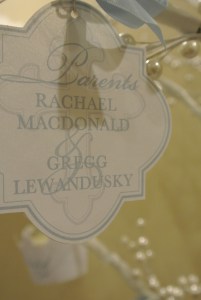 Parents
RACHAEL
MACDONALD
&
GREGG
LEWANDUSKY